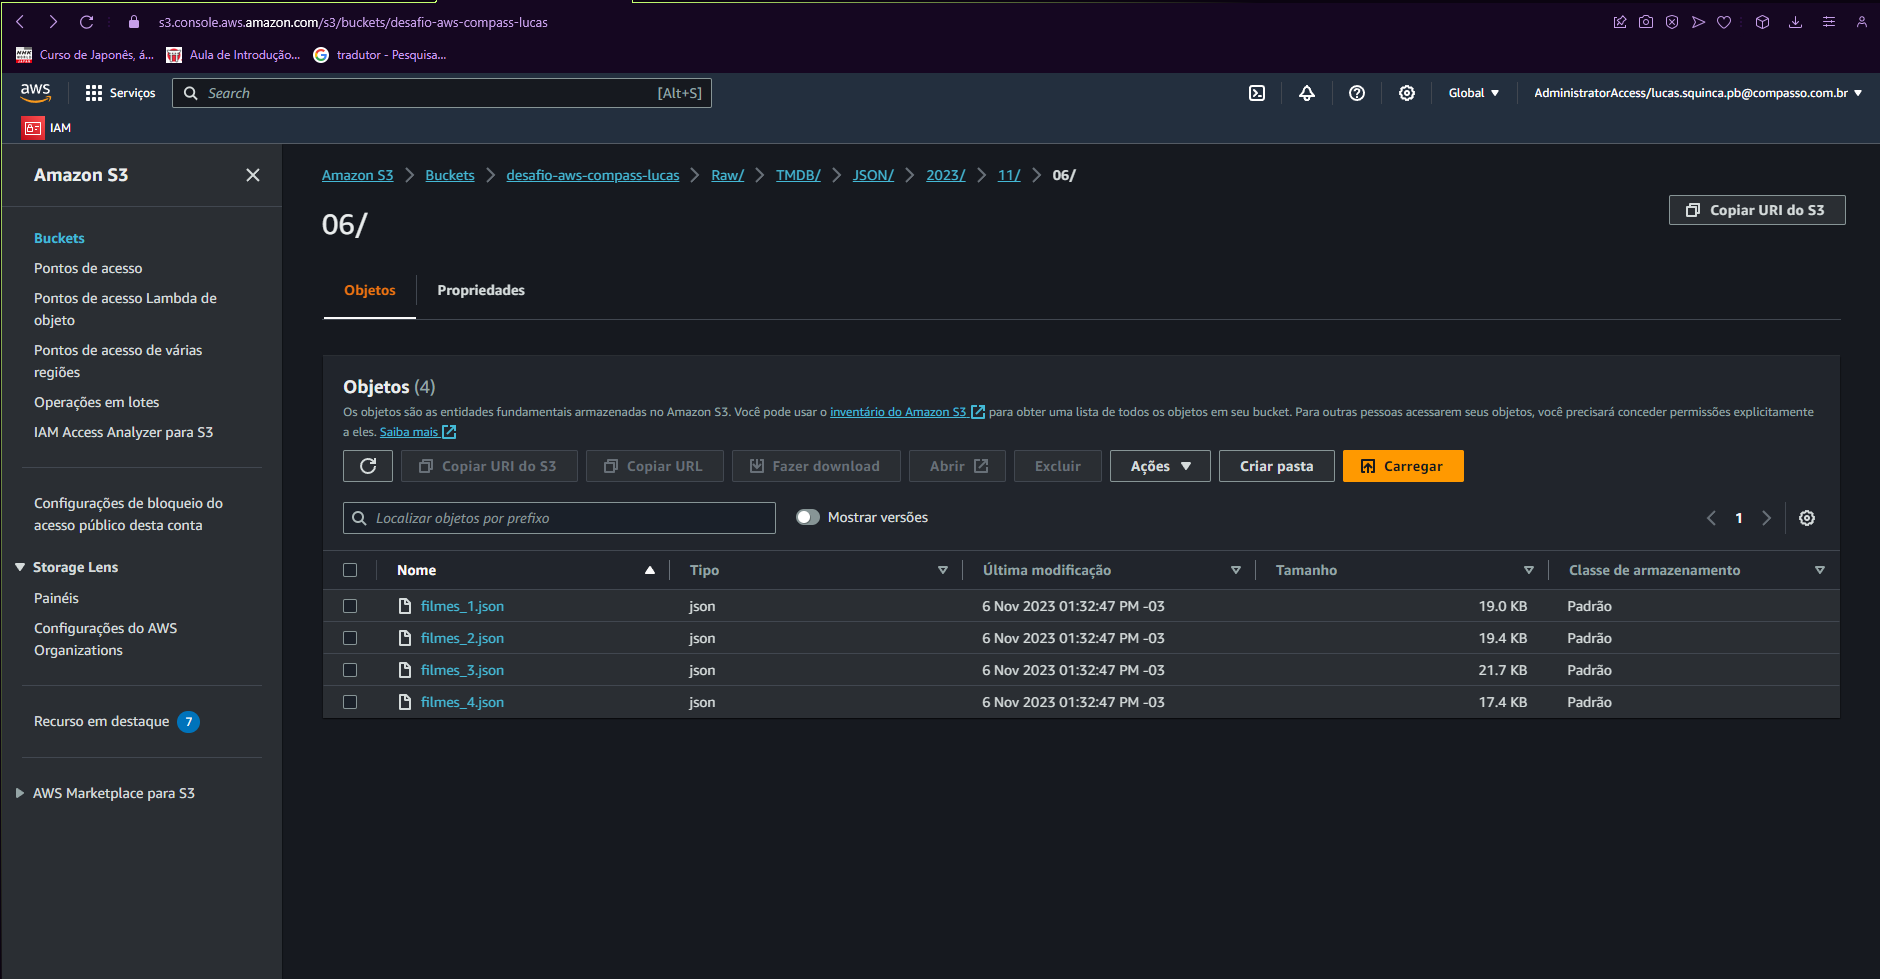 s3.console.aws.amazon.com/s3/buckets/desafio-aws-compass-lucas
Curso de Japonês, á... Aula de Introdução... tradutor - Pesquisa...
aws Serviços Search [Alt+S] Global AdministratorAccess/lucas.squinca.pb@compasso.com.br
IAM
Amazon S3
Buckets
Pontos de acesso
Pontos de acesso Lambda de
objeto
Pontos de acesso de várias
regiões
Operações em lotes
IAM Access Analyzer para S3
Configurações de bloqueio do
acesso público desta conta
Storage Lens
Painéis
Configurações do AWS
Organizations
Recurso em destaque 7
AWS Marketplace para S3
Amazon S3 Buckets desafio-aws-compass-lucas Raw/ TMDB/ JSON/ 2023/ 11/ 06/
06/
Copiar URI do S3
Objetos Propriedades
Objetos (4)
Os objetos são as entidades fundamentais armazenadas no Amazon S3. Você pode usar o inventário do Amazon S3 para obter uma lista de todos os objetos em seu bucket. Para outras pessoas acessarem seus objetos, você precisará conceder permissões explicitamente
a eles. Saiba mais
Copiar URI do S3 Copiar URL Fazer download Abrir Excluir Ações Criar pasta Carregar
Localizar objetos por prefixo Mostrar versões 1
Nome Tipo Última modificação Tamanho Classe de armazenamento
filmes_1.json json 6 Nov 2023 01:32:47 PM -03 19.0 KB Padrão
filmes_2.json json 6 Nov 2023 01:32:47 PM -03 19.4 KB Padrão
filmes_3.json json 6 Nov 2023 01:32:47 PM -03 21.7 KB Padrão
filmes_4.json json 6 Nov 2023 01:32:47 PM -03 17.4 KB Padrão